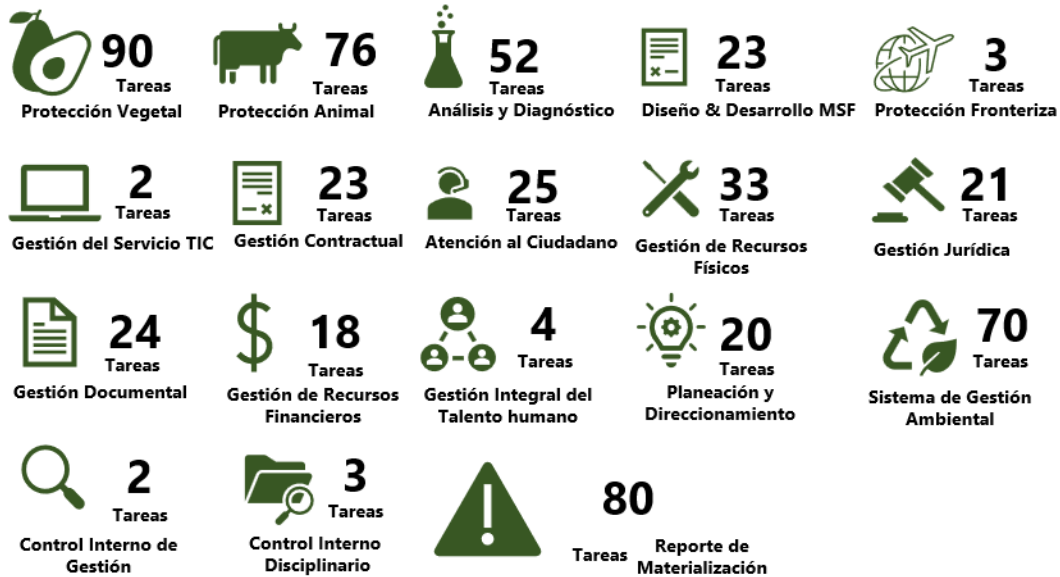 90
Tareas
Protección Vegetal
76
Tareas
Protección Animal
52
Tareas
Análisis y Diagnóstico
23
Tareas
Diseño & Desarrollo MSF
3
Tareas
Protección Fronteriza
2
Tareas
Gestión del Servicio TIC
23
Tareas
Gestión Contractual
25
Tareas
Atención al Ciudadano
33
Tareas
Gestión de Recursos
Físicos
21
Tareas
Gestión Jurídica
24
Tareas
Gestión Documental
18
Tareas
Gestión de Recursos
Financieros
4
Tareas
Gestión Integral del
Talento humano
20
Tareas
Planeación y
Direccionamiento
70
Tareas
Sistema de Gestión
Ambiental
2
Tareas
Control Interno de
Gestión
3
Tareas
Control Interno
Disciplinario
80
Tareas
Reporte de
Materialización